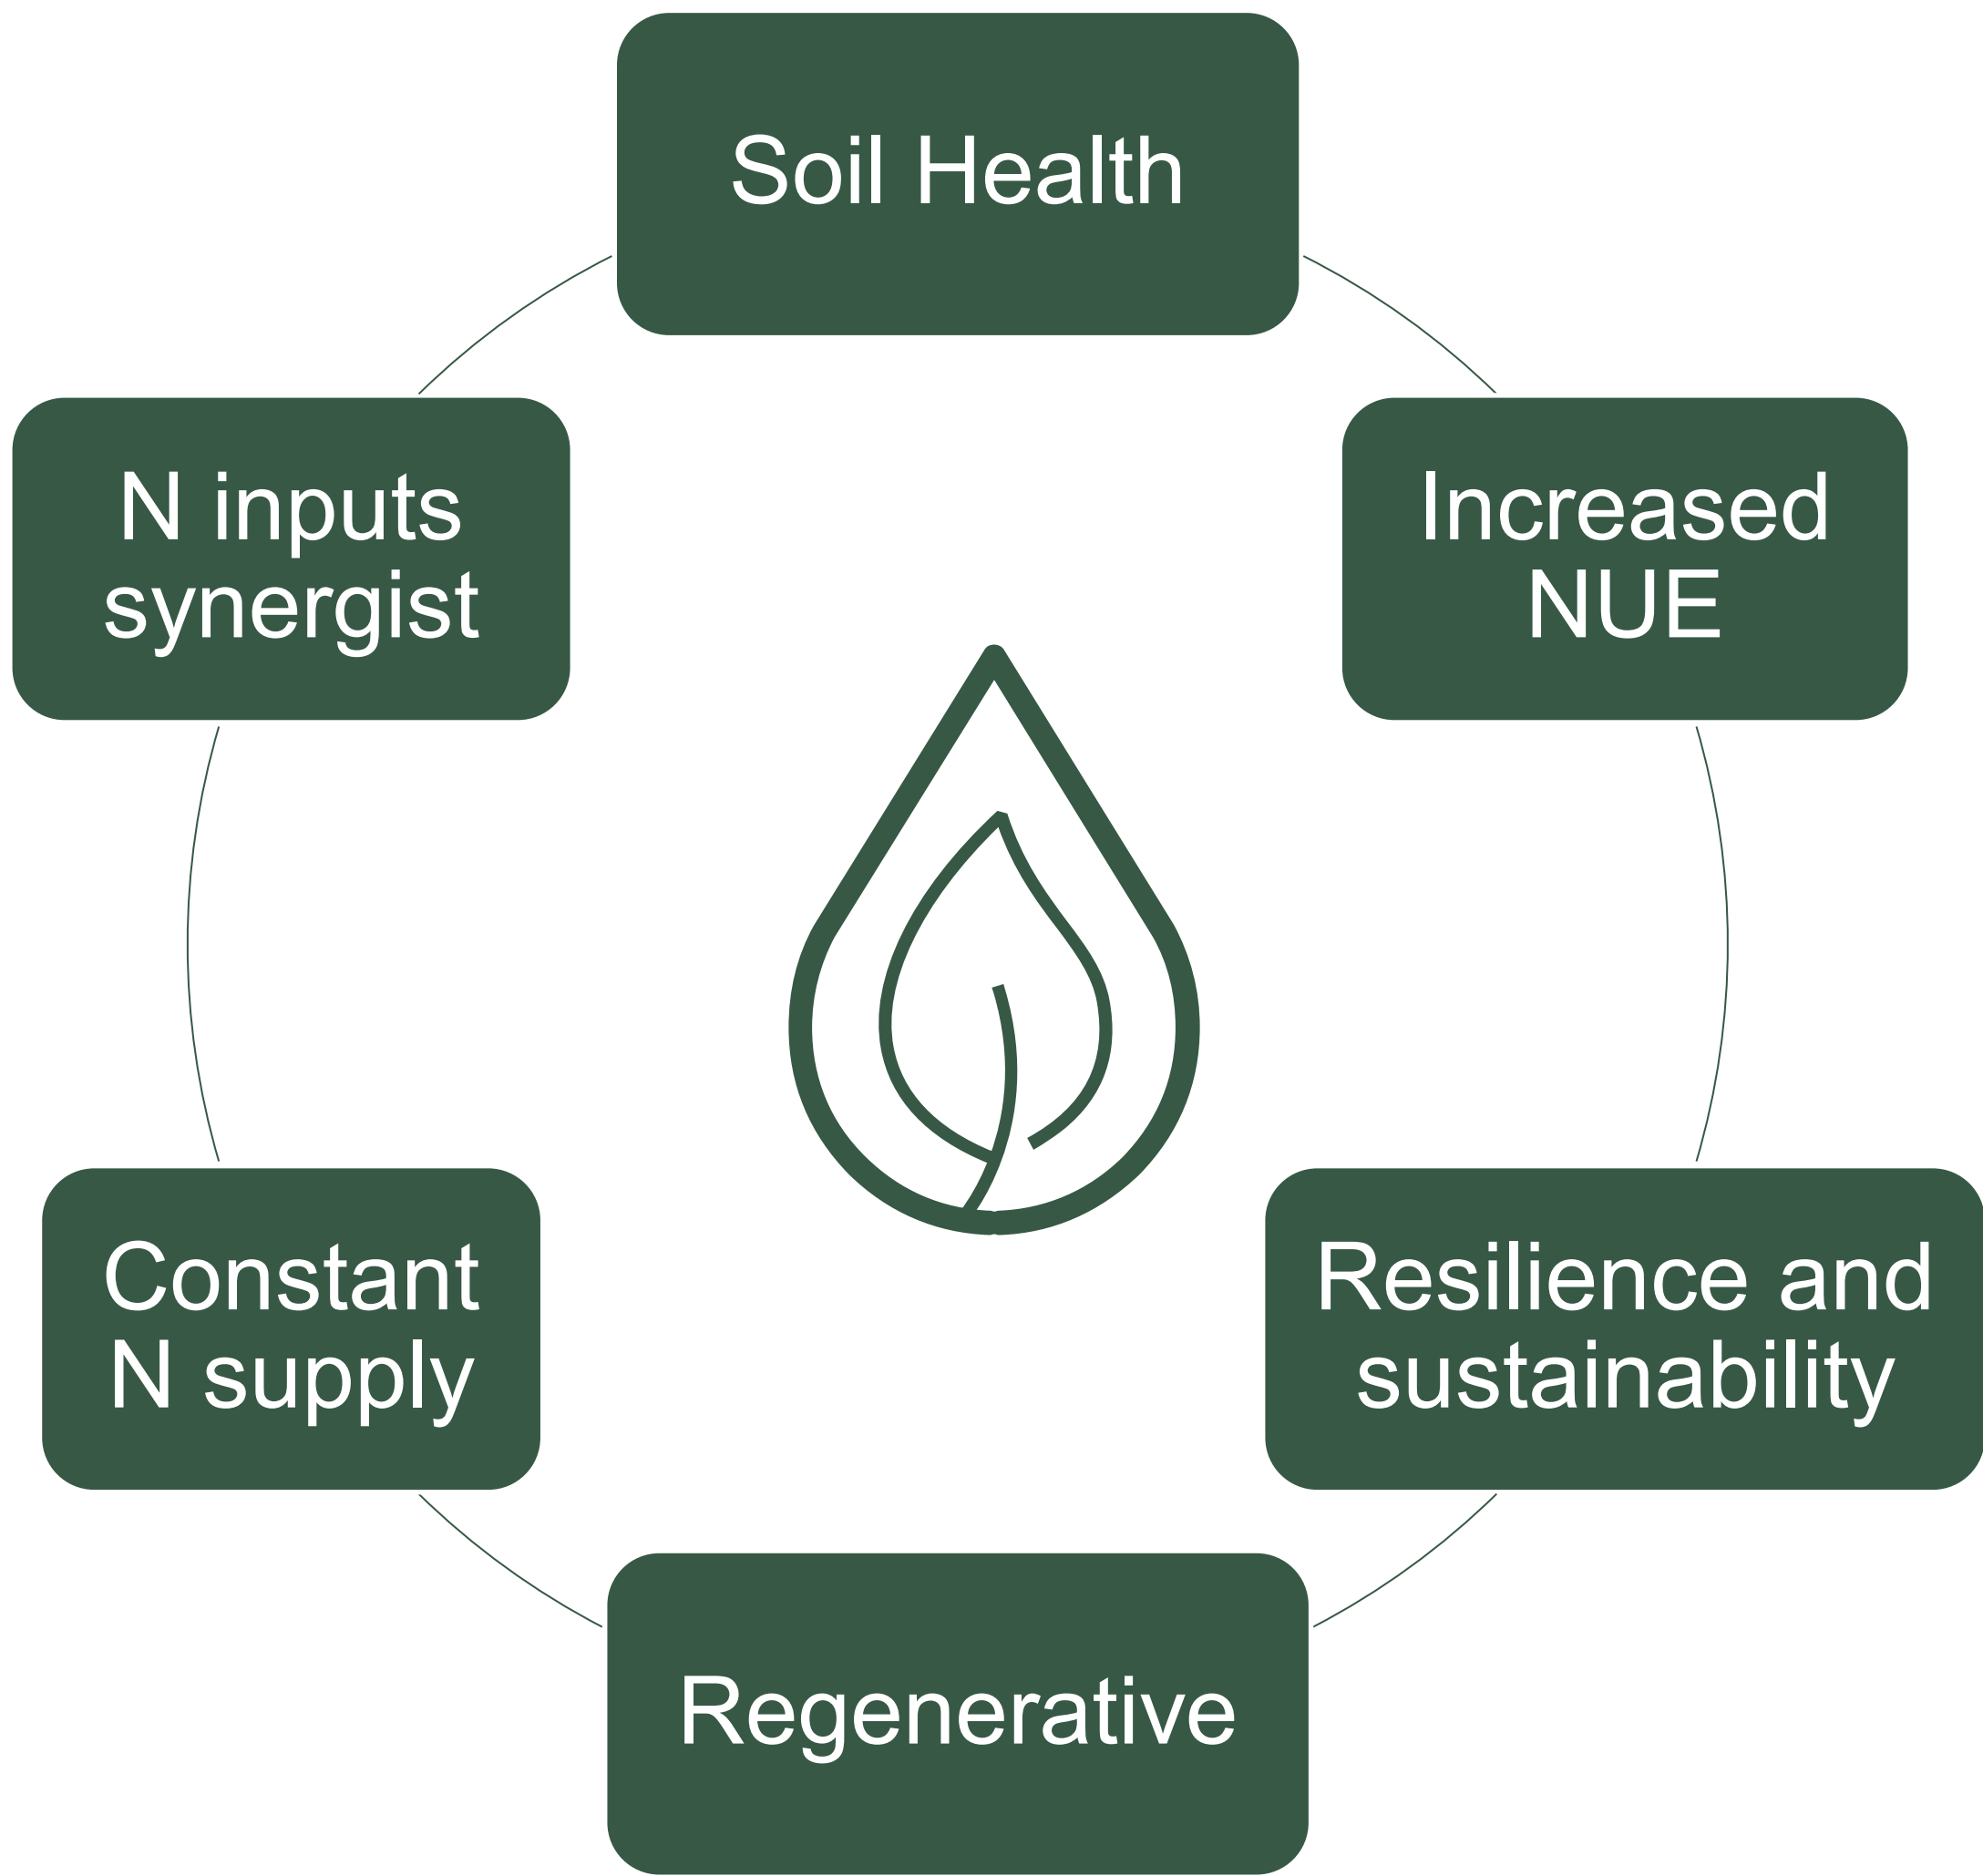 Soil Health
N inputs
synergist
Increased
NUE
Constant
N supply
Resilience and
sustainability
Regenerative